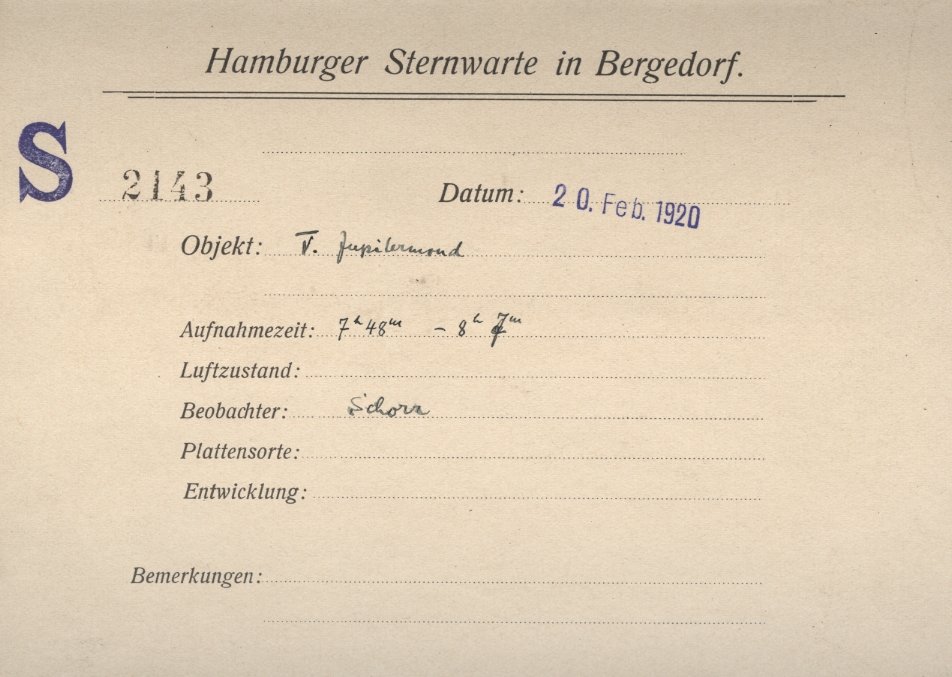 Hamburger Sternwarte in Bergedorf.
S 2143 Datum: 20. Feb. 1920
Objekt: V. Jupitermond
Aufnahmezeit: 7h 48m - 8h 7m
Luftzustand:
Beobachter: Schorr
Plattensorte:
Entwicklung:
Bemerkungen: